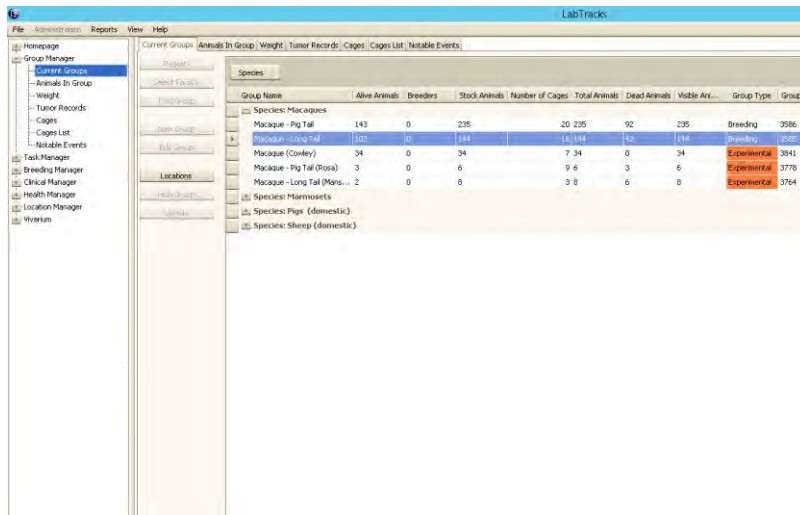 LabTracks
File Administration Reports View Help
Homepage
Group Manager
Current Groups
Animals In Group
Weight
Tumor Records
Cages
Cages List
Notable Events
Task Manager
Breeding Manager
Clinical Manager
Health Manager
Location Manager
Vivarium
Current Groups Animals In Group Weight Tumor Records Cages Cages List Notable Events
Reports
New Group
Edit Group
Locations
Species
Group Name Alive Animals Breeders Stock Animals Number of Cages Total Animals Dead Animals Visible Ani... Group Type Group
Species: Macaques
Macaque - Pig Tail 143 0 235 20 235 92 235 Breeding 3586
Macaque - Long Tail 102 0 144 16 144 42 144 Breeding 3585
Macaque (Cowley) 34 0 34 7 34 0 34 Experimental 3841
Macaque - Pig Tail (Rosa) 3 0 6 9 6 3 6 Experimental 3778
Macaque - Long Tail (Mans... 2 0 8 3 8 6 8 Experimental 3764
Species: Marmosets
Species: Pigs (domestic)
Species: Sheep (domestic)